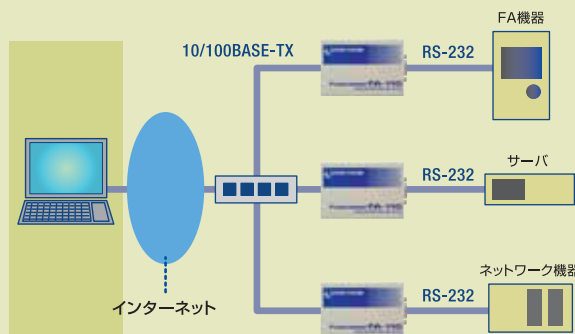 FA機器
10/100BASE-TX
RS-232
サーバ
RS-232
ネットワーク機器
RS-232
インターネット